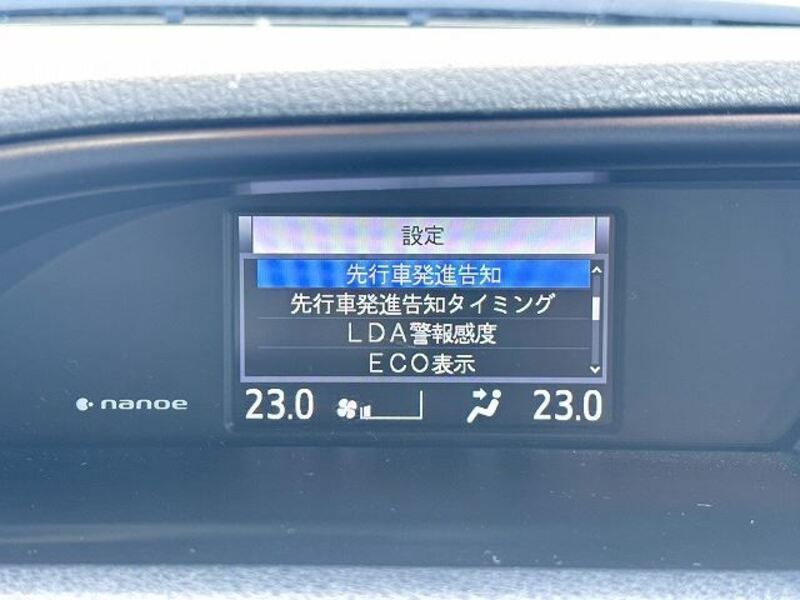 設定
先行車発進告知
先行車発進告知タイミング
LDA警報感度
ECO表示
nanoe
23.0 23.0